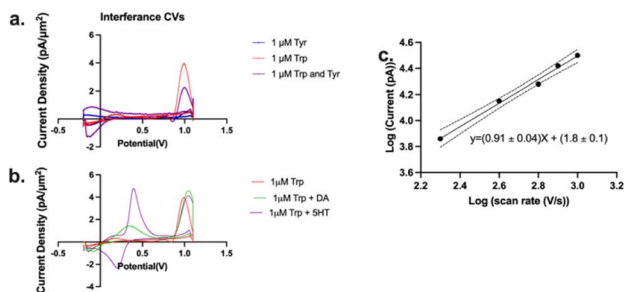 a.
Interferance CVs
Current Density (pA/µm²)
6
4
2
0
-2
-0.5
0.5
1.0
1.5
Potential(V)
1 µM Tyr
1 µM Trp
1 µM Trp and Tyr
b.
Current Density (pA/µm²)
6
4
2
0
-2
-4
-0.5
0.5
1.0
1.5
Potential(V)
1µM Trp
1µM Trp + DA
1µM Trp + 5HT
c.
Log (Current (pA))
4.6
4.4
4.2
4.0
3.8
3.6
y=(0.91 ± 0.04)X + (1.8 ± 0.1)
2.2
2.4
2.6
2.8
3.0
3.2
Log (scan rate (V/s))